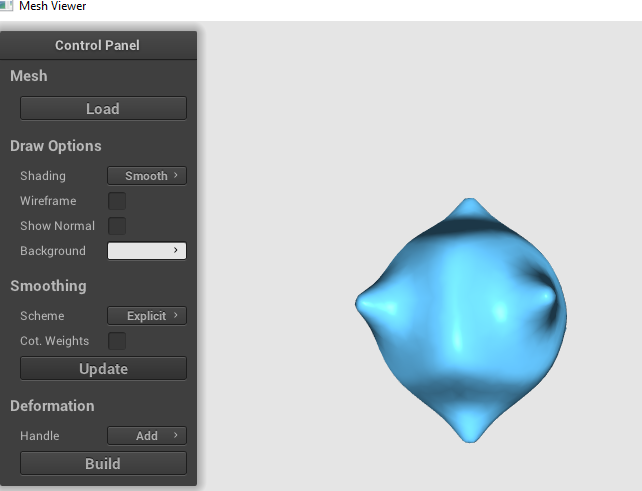 Mesh Viewer
Control Panel
Mesh
Load
Draw Options
Shading Smooth
Wireframe
Show Normal
Background
Smoothing
Scheme Explicit
Cot. Weights
Update
Deformation
Handle Add
Build